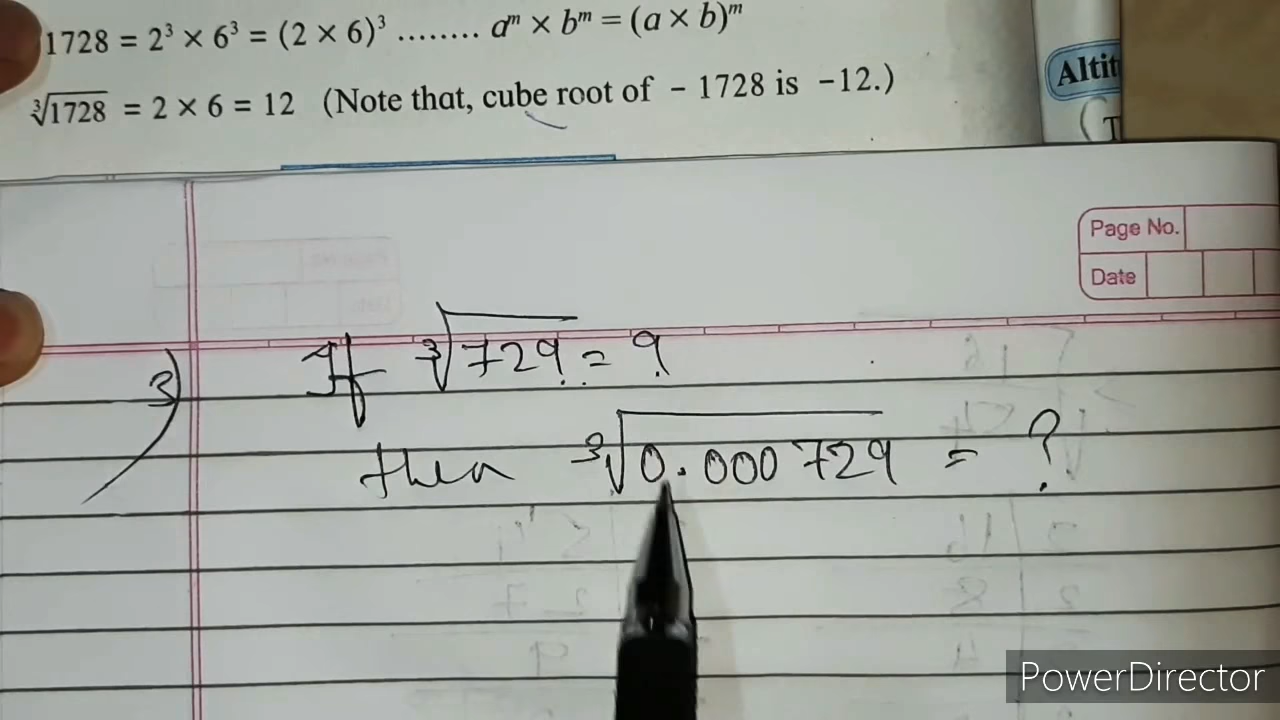 1728 = 2³ × 6³ = (2 × 6)³ ........ aᵐ × bᵐ = (a × b)ᵐ
∛1728 = 2 × 6 = 12 (Note that, cube root of - 1728 is -12.)
Altit
Page No.
Date
3) If ∛729 = 9
then ∛0.000729 = ?
PowerDirector